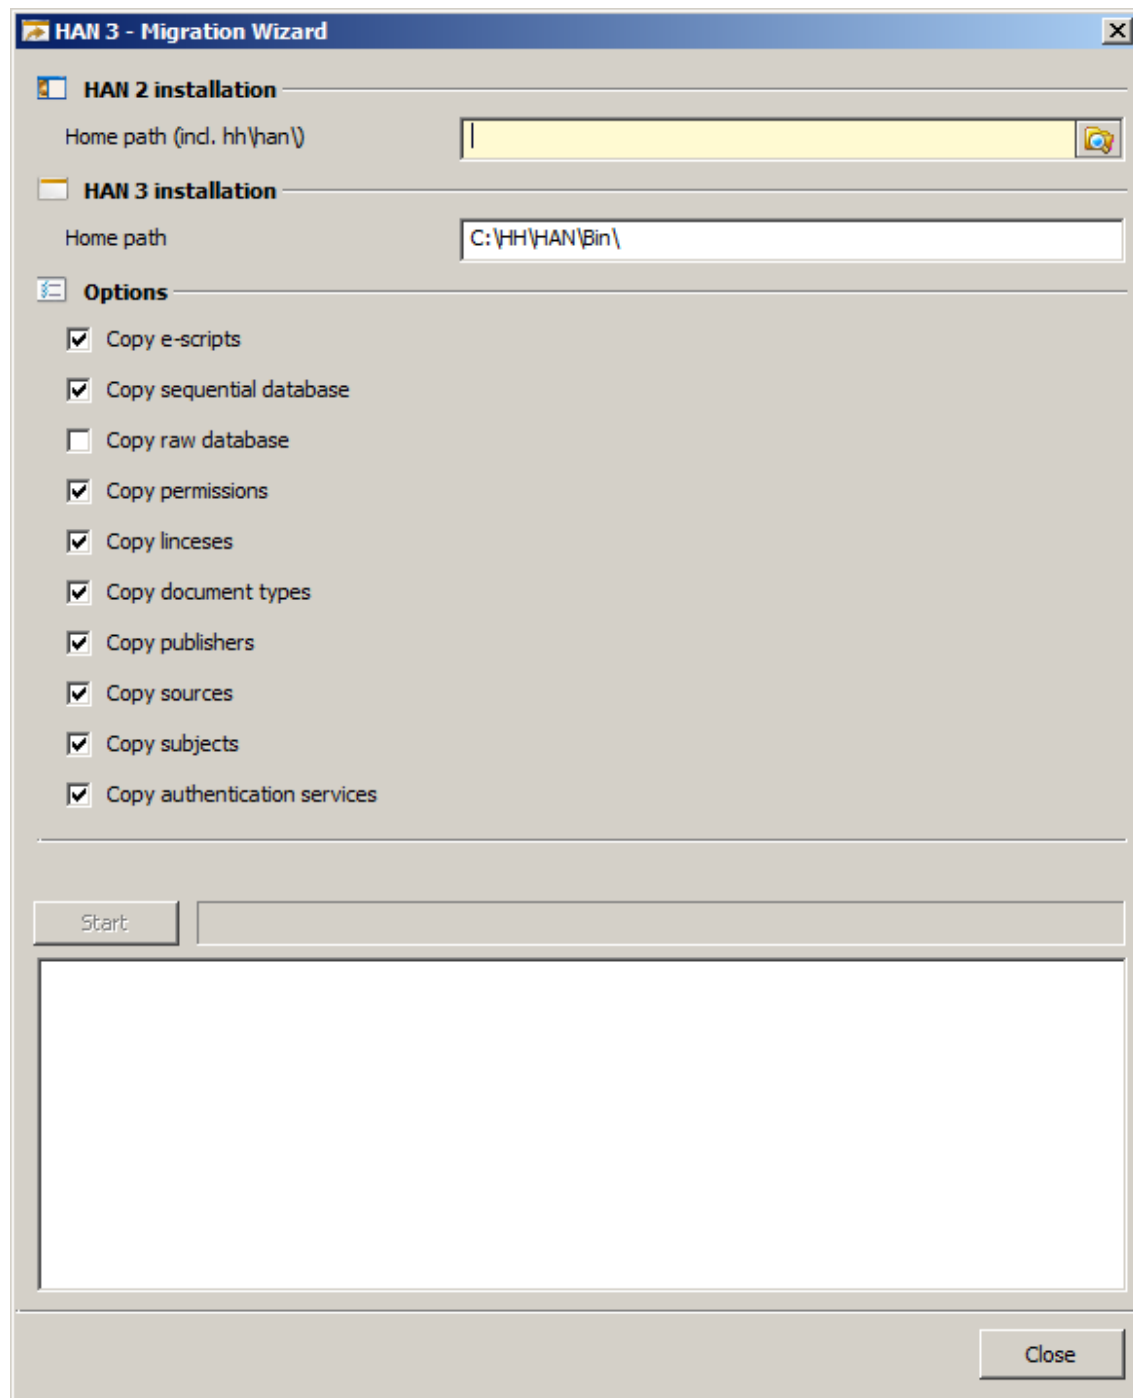 HAN 3 - Migration Wizard
HAN 2 installation
Home path (incl. hh\han\)
HAN 3 installation
Home path C:\HH\HAN\Bin\
Options
Copy e-scripts
Copy sequential database
Copy raw database
Copy permissions
Copy linceses
Copy document types
Copy publishers
Copy sources
Copy subjects
Copy authentication services
Start
Close